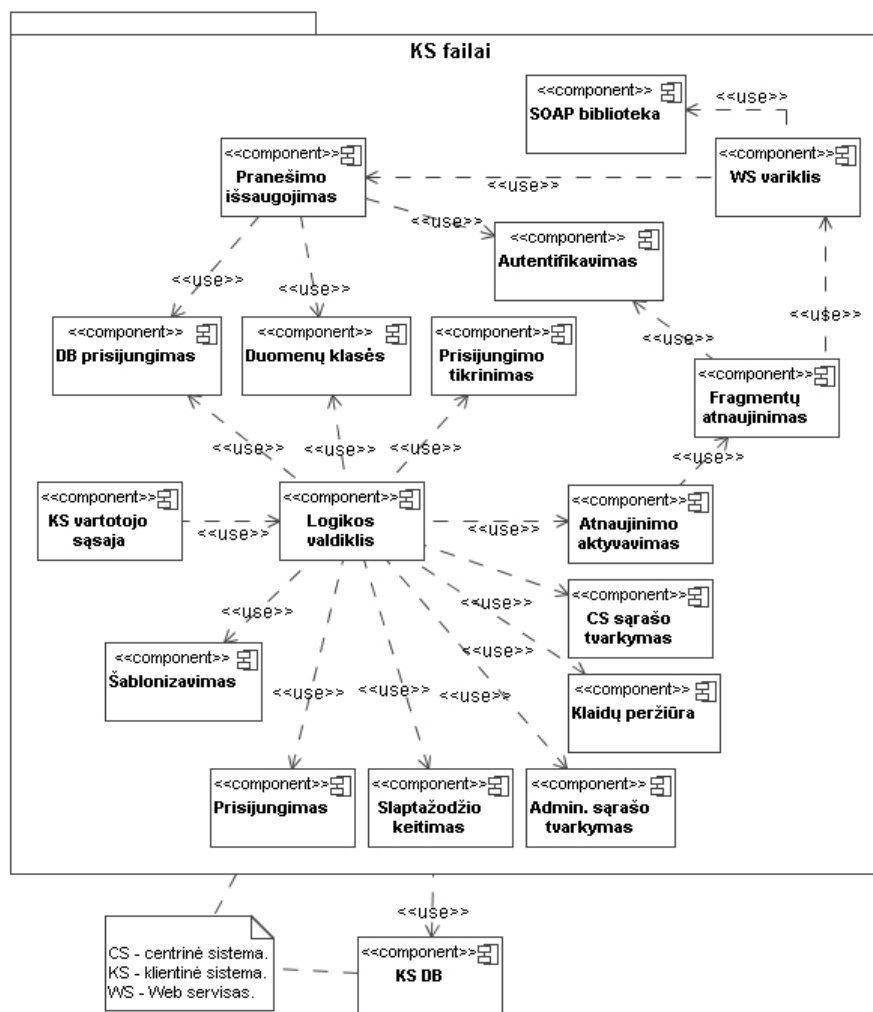 KS failai
<<component>>
SOAP biblioteka
<<use>>
<<component>>
Pranešimo
išsaugojimas
<<use>>
<<component>>
WS variklis
<<use>>
<<component>>
Autentifikavimas
<<use>>
<<use>>
<<use>>
<<use>>
<<component>>
DB prisijungimas
<<component>>
Duomenų klasės
<<component>>
Prisijungimo
tikrinimas
<<component>>
Fragmentų
atnaujinimas
<<use>>
<<use>>
<<use>>
<<use>>
<<component>>
KS vartotojo
sąsaja
<<use>>
<<component>>
Logikos
valdiklis
<<use>>
<<component>>
Atnaujinimo
aktyvavimas
<<use>>
<<use>>
<<component>>
CS sąrašo
tvarkymas
<<component>>
Šablonizavimas
<<use>>
<<use>>
<<use>>
<<use>>
<<component>>
Klaidų peržiūra
<<component>>
Prisijungimas
<<component>>
Slaptažodžio
keitimas
<<component>>
Admin. sąrašo
tvarkymas
<<use>>
CS - centrinė sistema.
KS - klientinė sistema.
WS - Web servisas.
<<component>>
KS DB